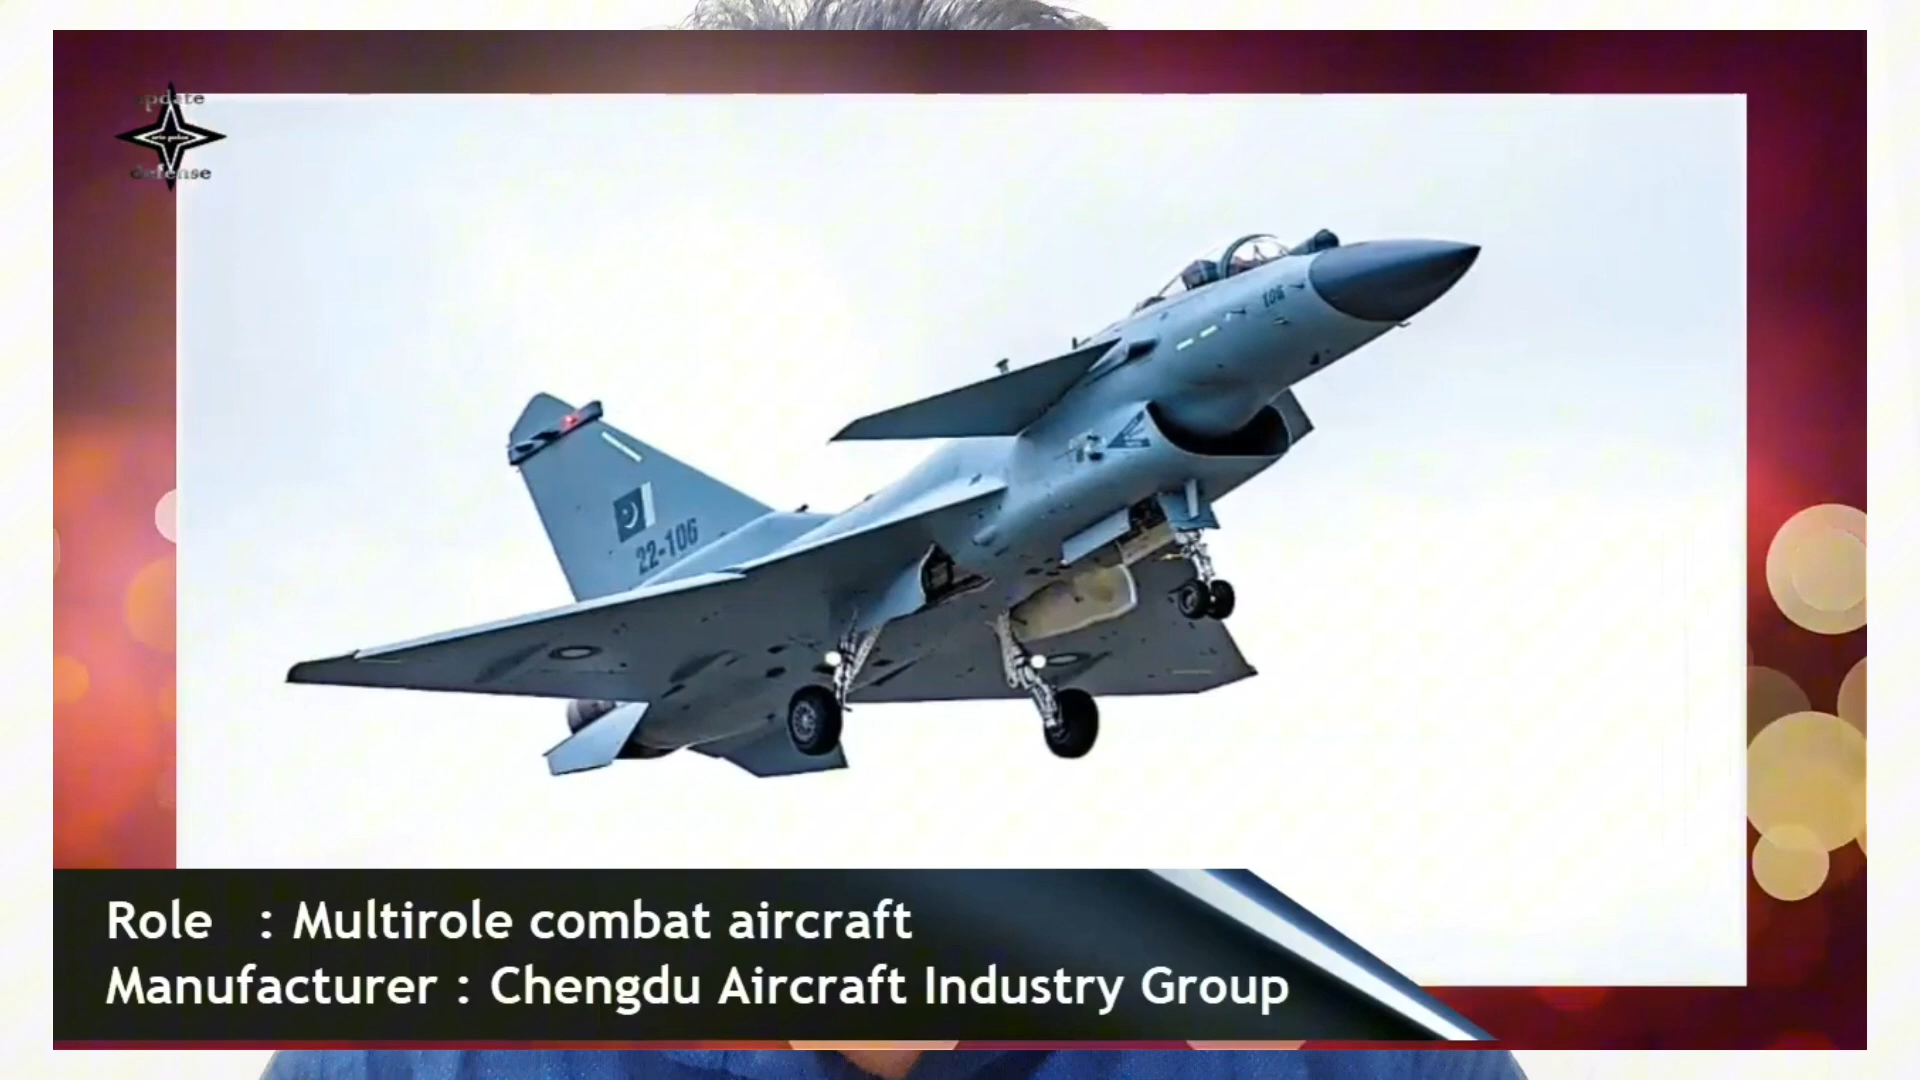 update
defense
106
22-106
Role : Multirole combat aircraft
Manufacturer : Chengdu Aircraft Industry Group